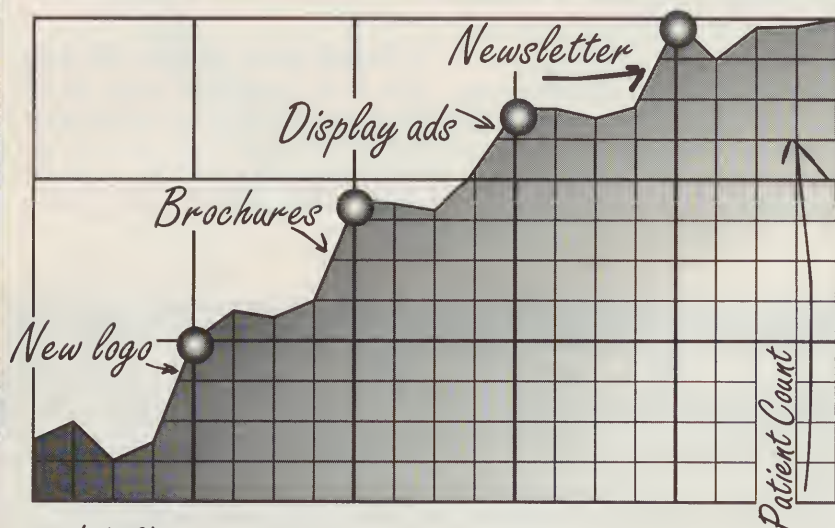 Newsletter
Display ads
Brochures
New logo
Patient Count